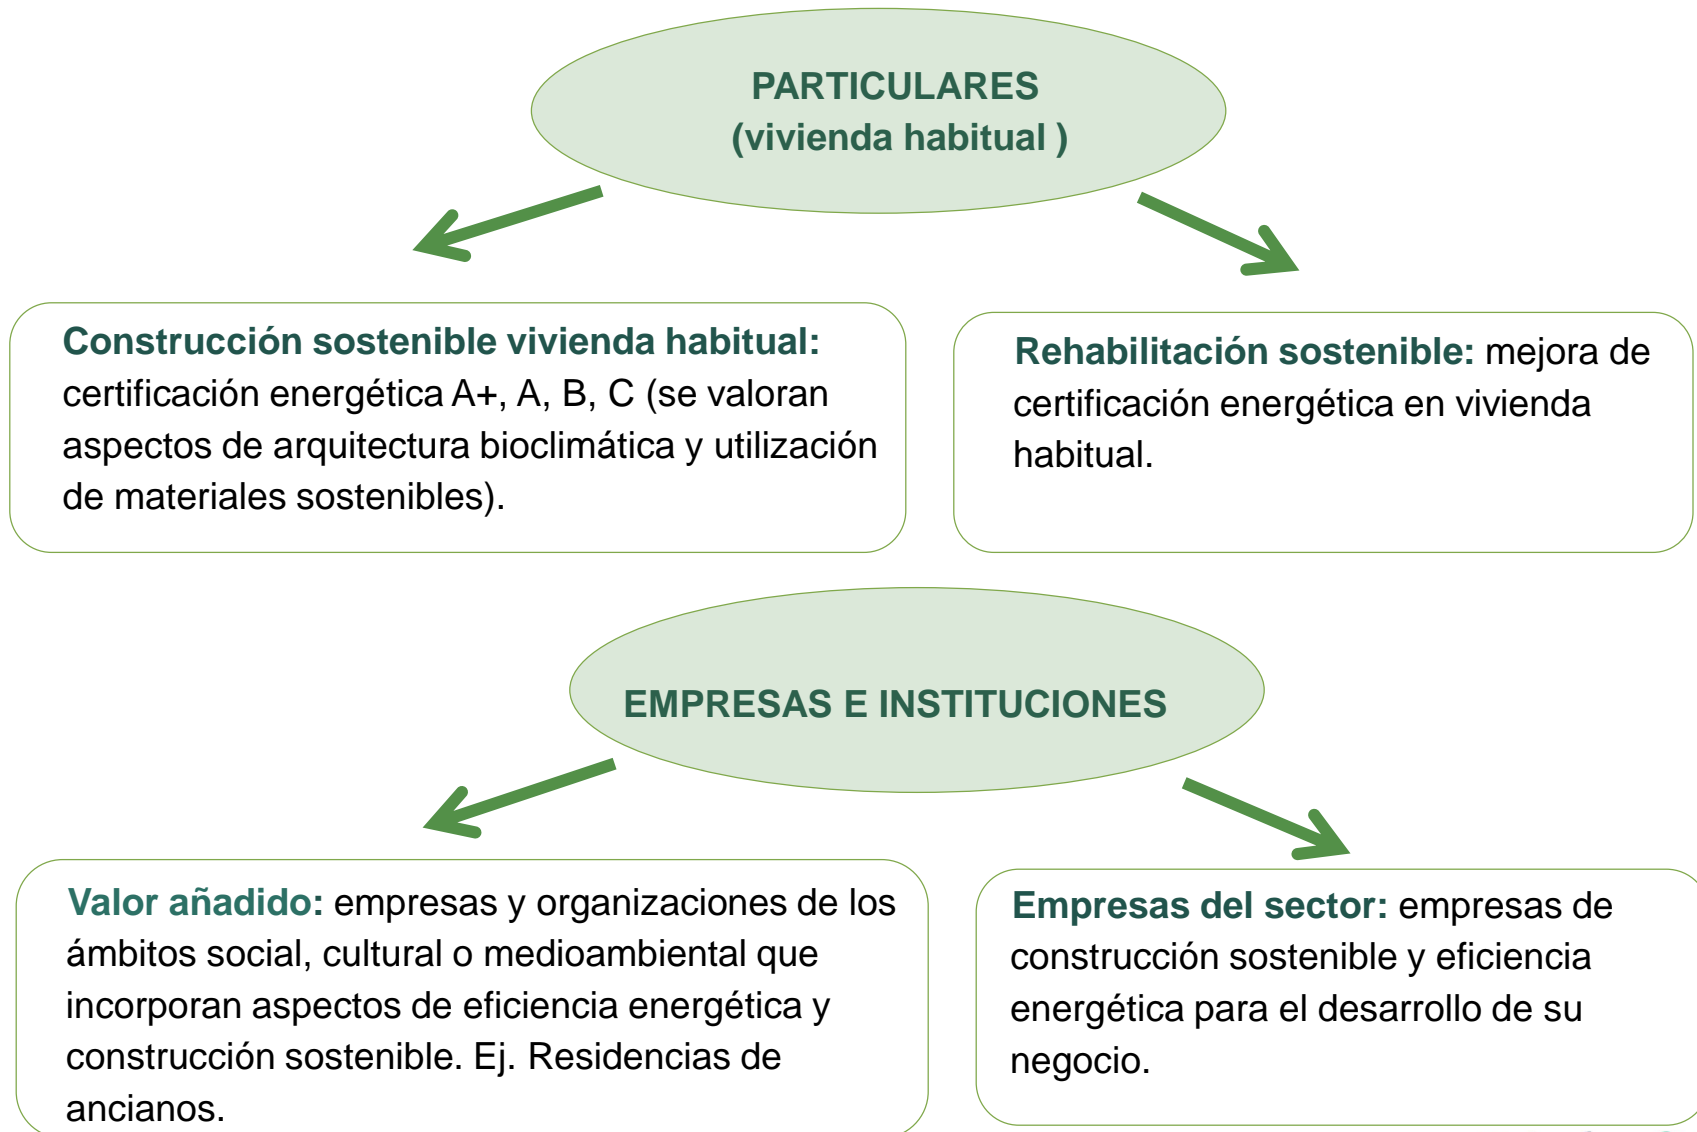 PARTICULARES
(vivienda habitual )
Construcción sostenible vivienda habitual:
certificación energética A+, A, B, C (se valoran
aspectos de arquitectura bioclimática y utilización
de materiales sostenibles).
Rehabilitación sostenible: mejora de
certificación energética en vivienda
habitual.
EMPRESAS E INSTITUCIONES
Valor añadido: empresas y organizaciones de los
ámbitos social, cultural o medioambiental que
incorporan aspectos de eficiencia energética y
construcción sostenible. Ej. Residencias de
ancianos.
Empresas del sector: empresas de
construcción sostenible y eficiencia
energética para el desarrollo de su
negocio.